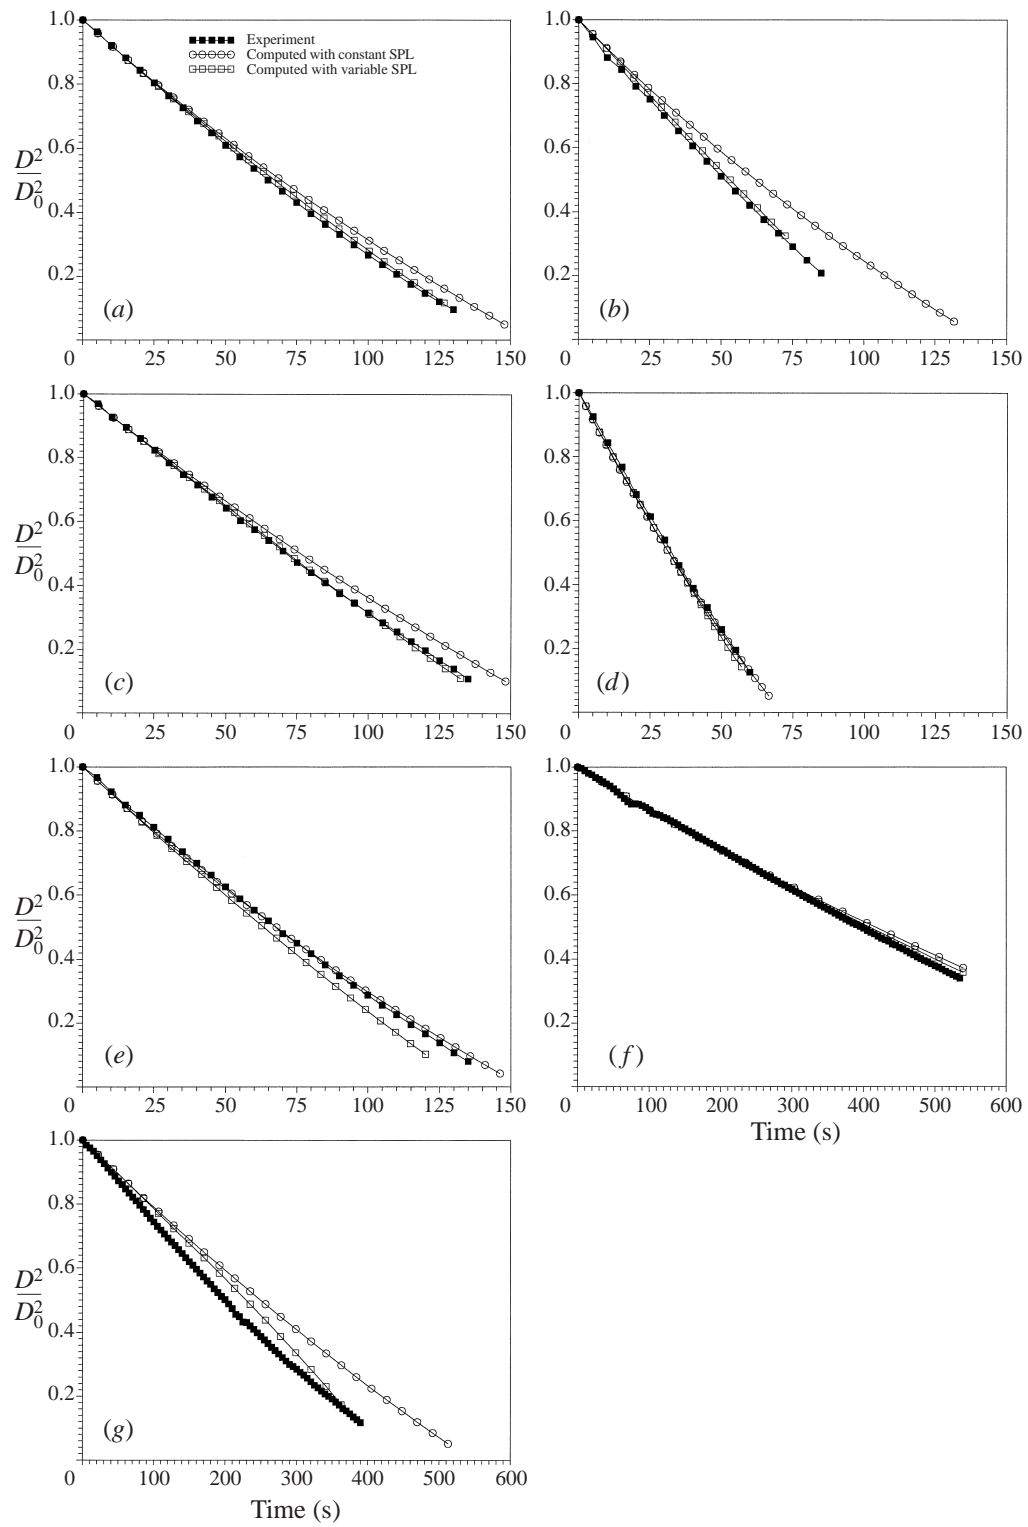 1.0 0.8 0.6 0.4 0.2
D²/D₀²
Experiment
Computed with constant SPL
Computed with variable SPL
(a)
0 25 50 75 100 125 150
1.0 0.8 0.6 0.4 0.2
(b)
0 25 50 75 100 125 150
1.0 0.8 0.6 0.4 0.2
D²/D₀²
(c)
0 25 50 75 100 125 150
1.0 0.8 0.6 0.4 0.2
(d)
0 25 50 75 100 125 150
1.0 0.8 0.6 0.4 0.2
D²/D₀²
(e)
0 25 50 75 100 125 150
1.0 0.8 0.6 0.4 0.2
(f)
0 100 200 300 400 500 600
Time (s)
1.0 0.8 0.6 0.4 0.2
D²/D₀²
(g)
0 100 200 300 400 500 600
Time (s)